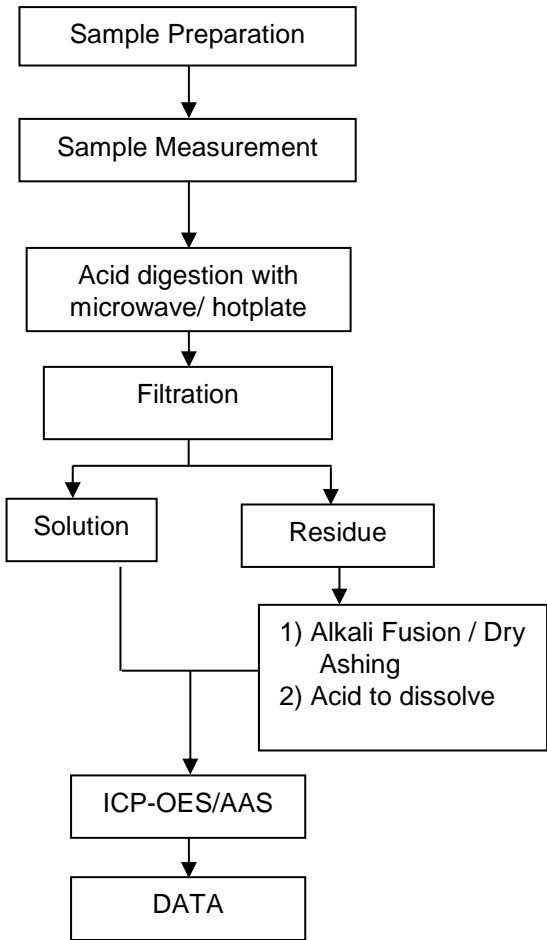 Sample Preparation
Sample Measurement
Acid digestion with
microwave/ hotplate
Filtration
Solution
Residue
1) Alkali Fusion / Dry
Ashing
2) Acid to dissolve
ICP-OES/AAS
DATA